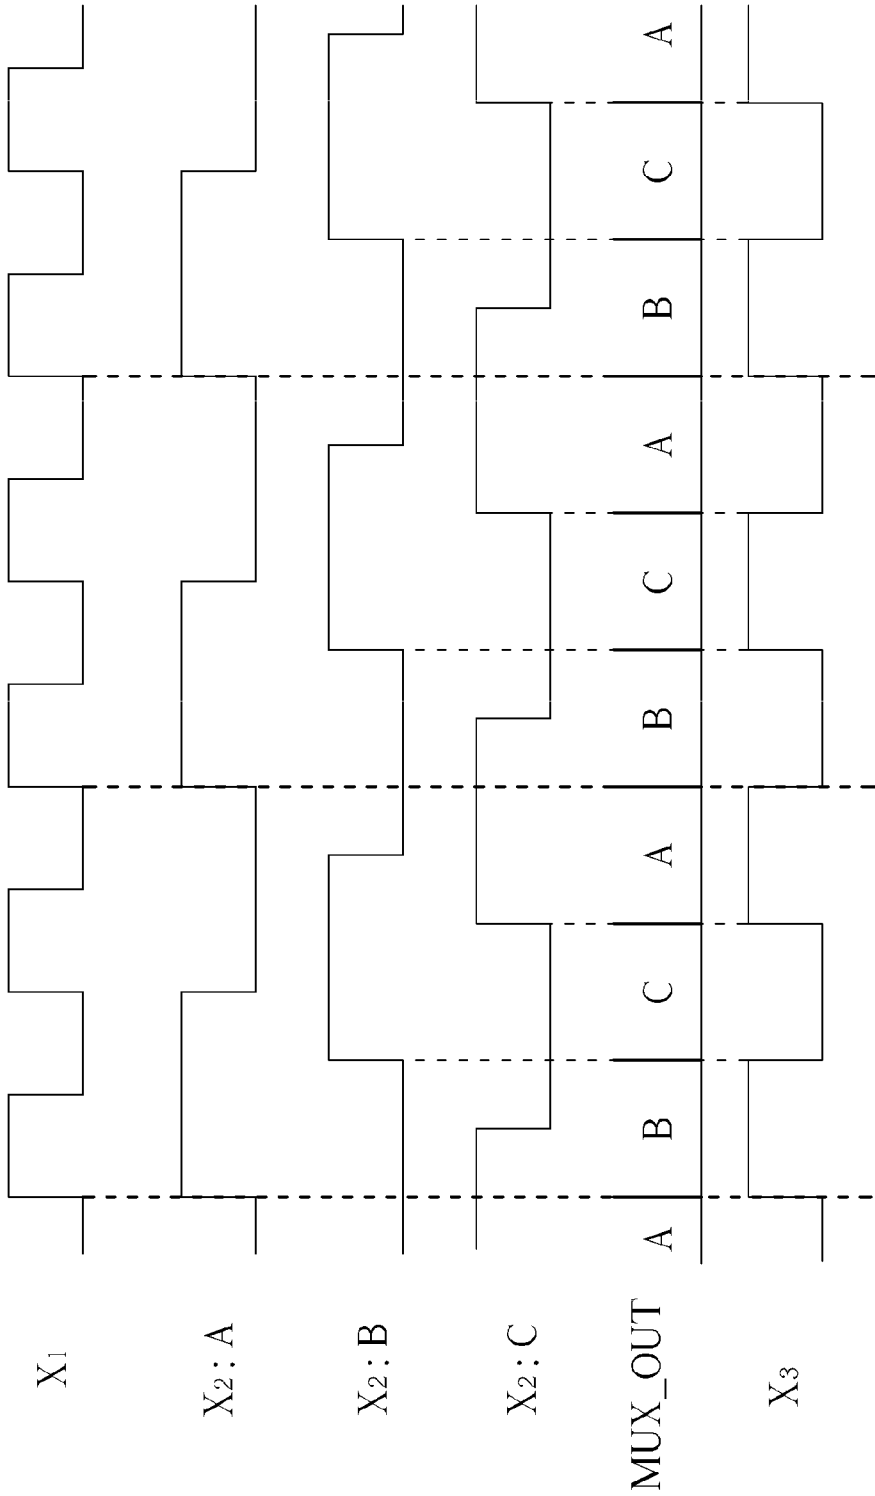 X1
X2: A
X2: B
X2: C
MUX_OUT A B C A B C A B C A
X3